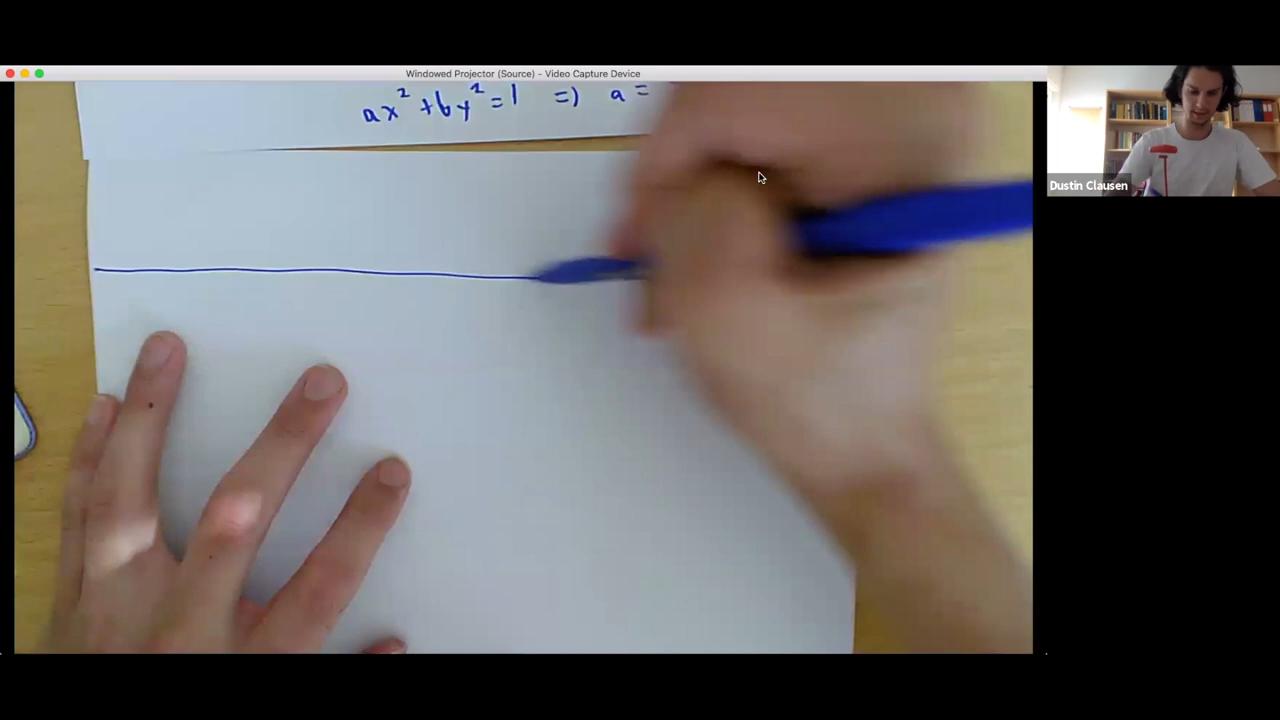 Windowed Projector (Source) - Video Capture Device
ax² + by² = 1 => a =
Dustin Clausen